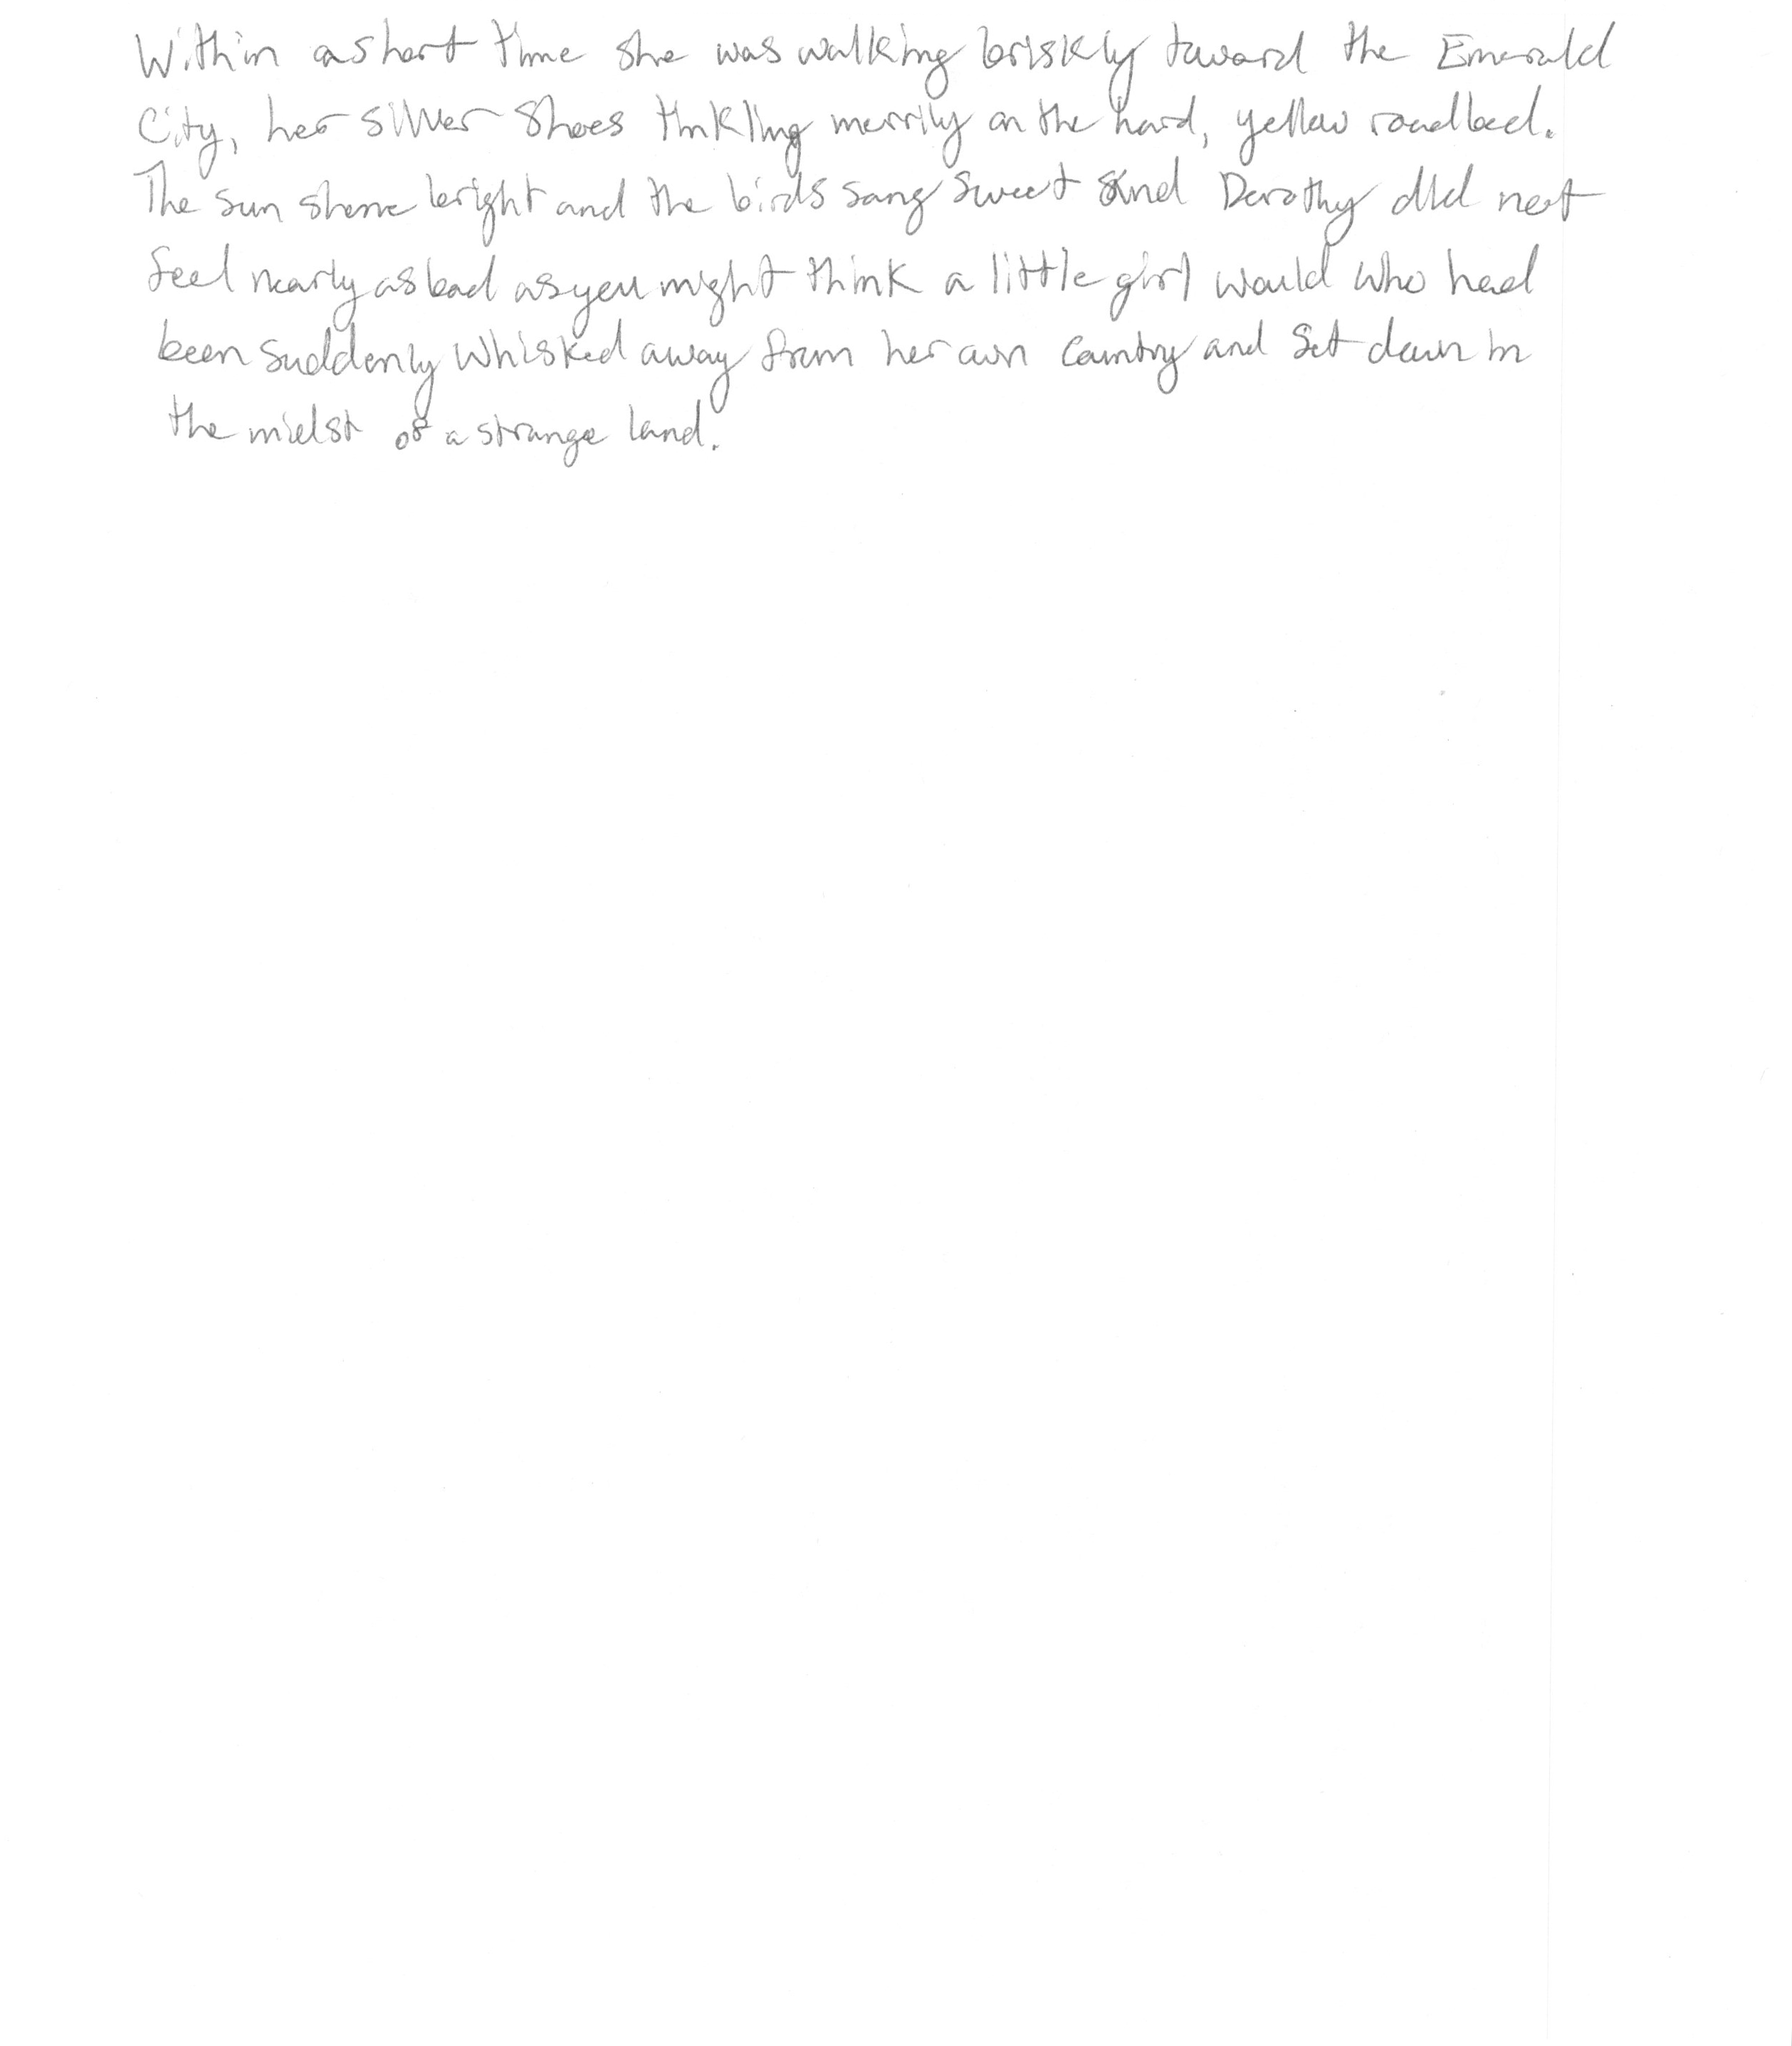 Within a short time she was walking briskly toward the Emerald
City, her silver shoes tinkling merrily on the hard, yellow roadbed.
The sun shone bright and the birds sang sweet and Dorothy did not
feel nearly as bad as you might think a little girl would who had
been suddenly whisked away from her own country and set down in
the midst of a strange land.